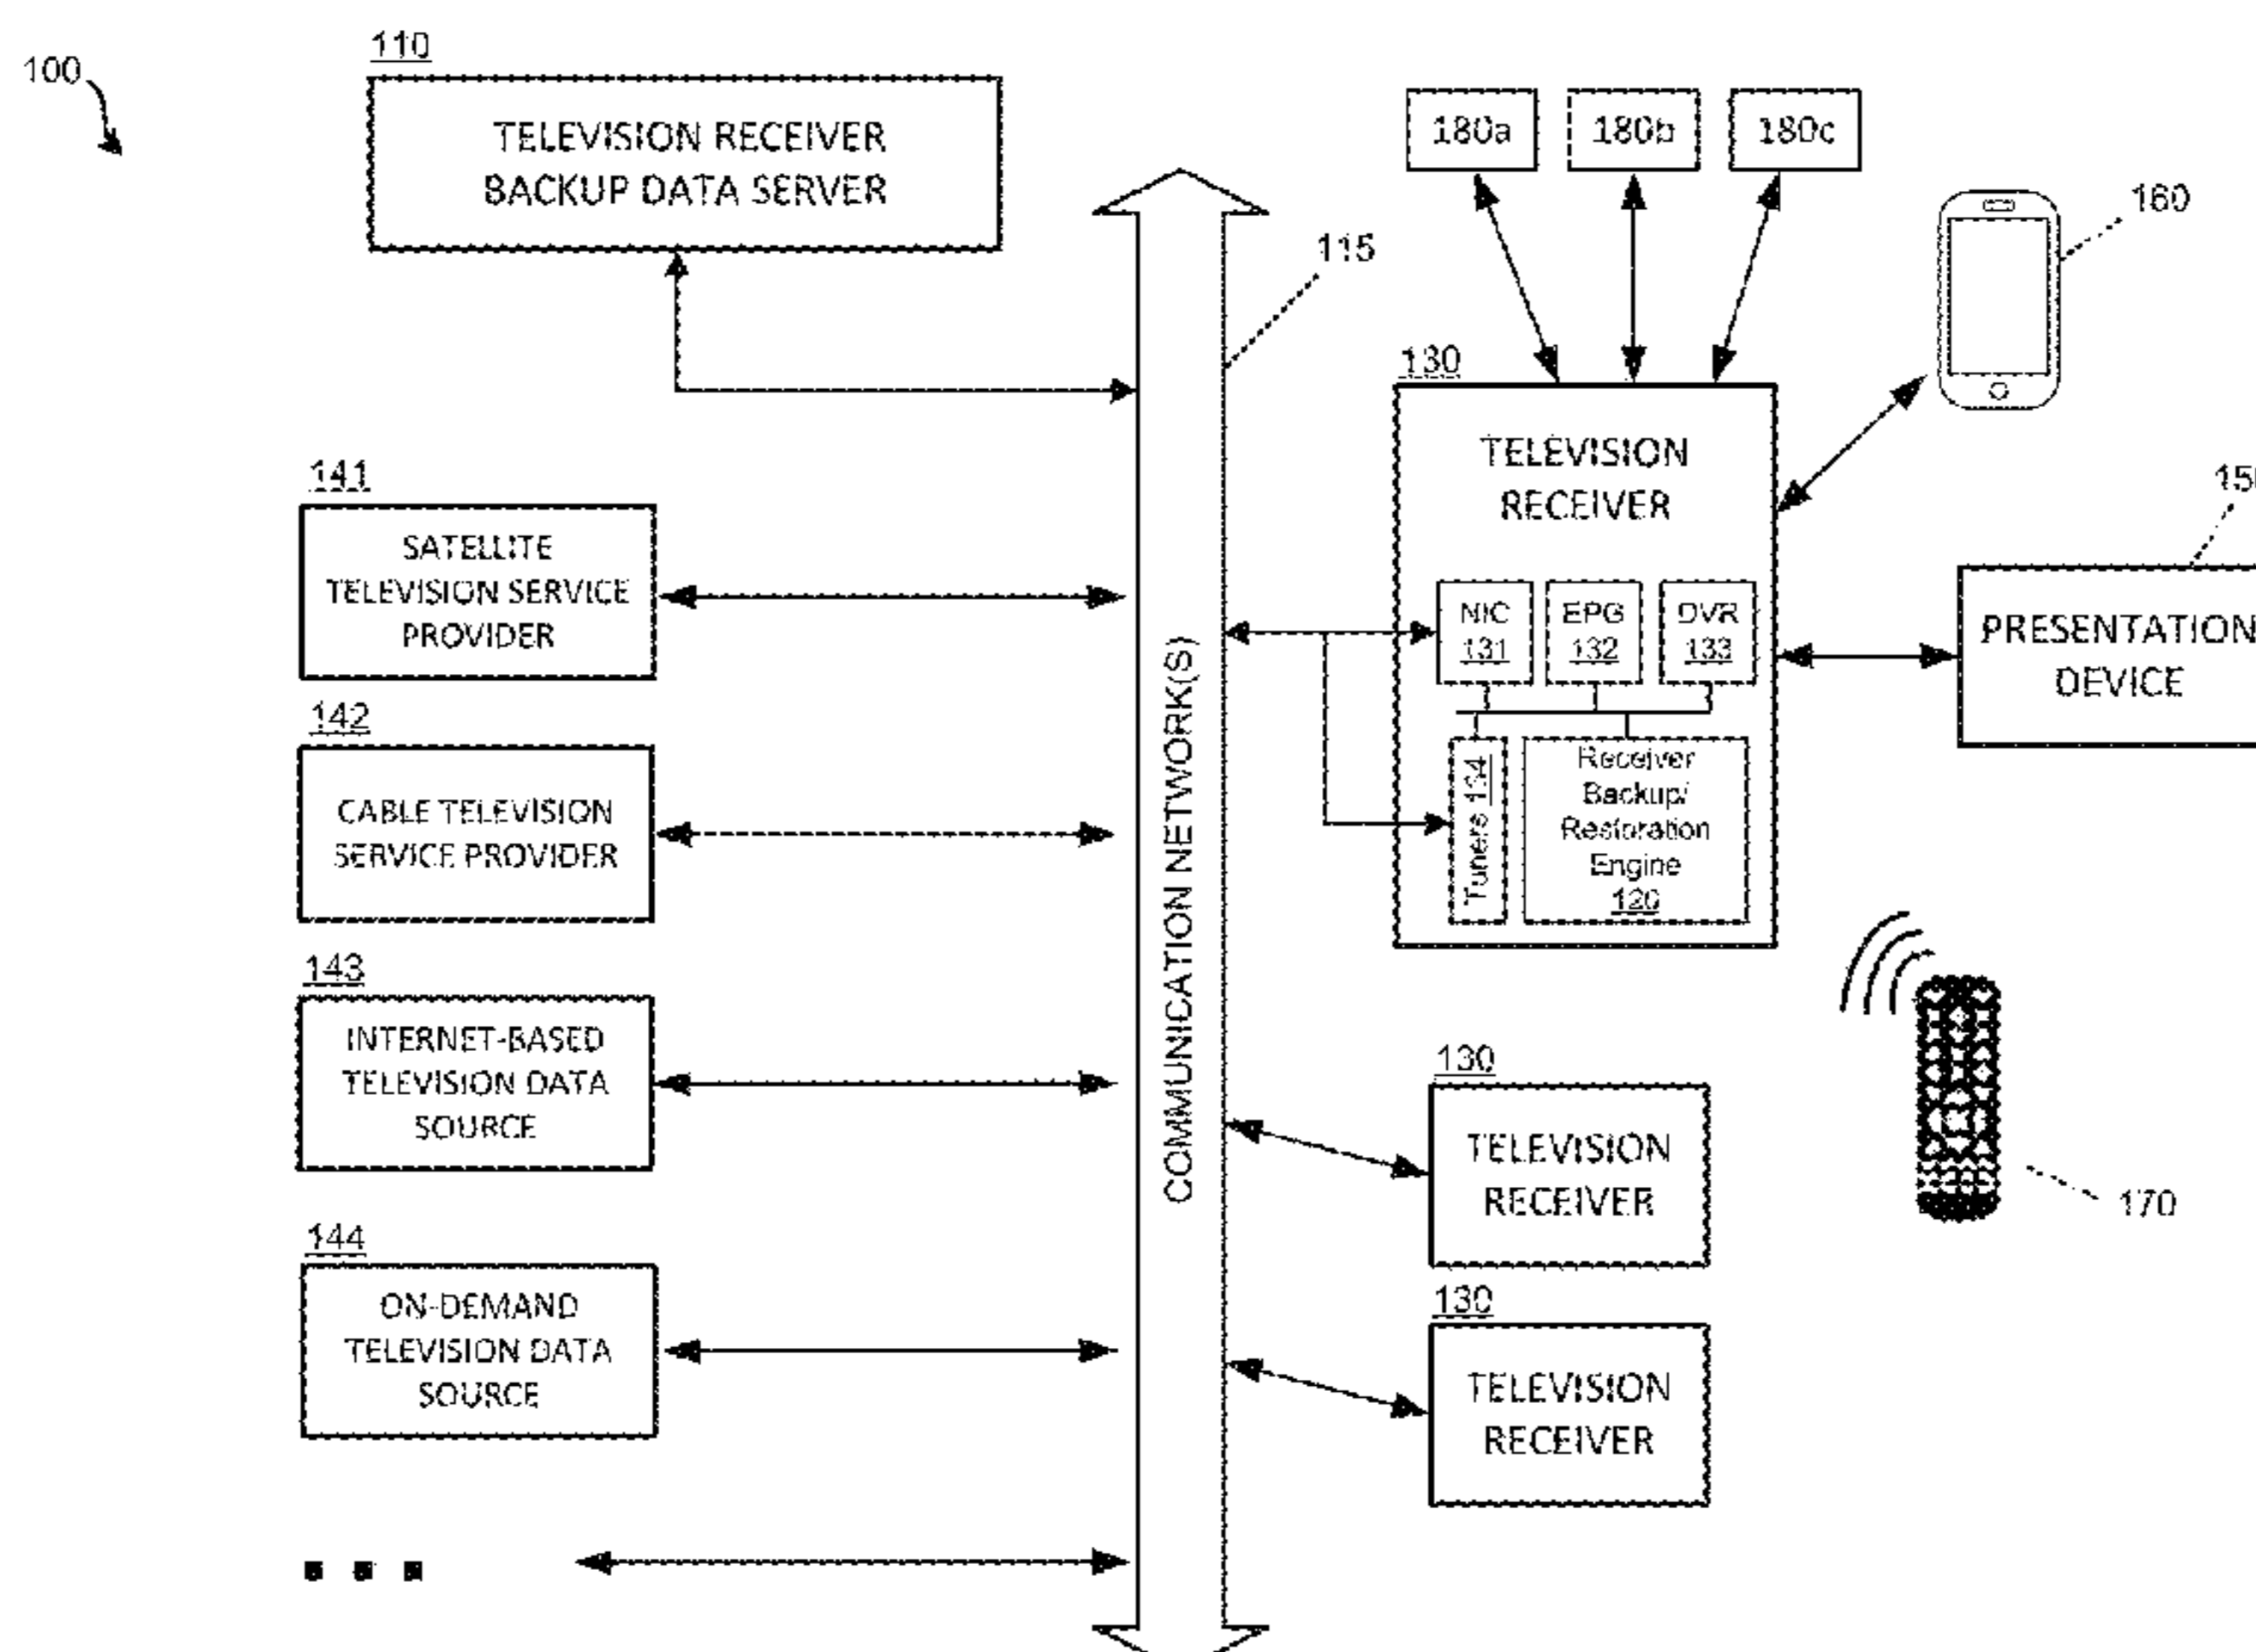 100
110
TELEVISION RECEIVER
BACKUP DATA SERVER
180a
180b
180c
160
115
130
TELEVISION
RECEIVER
NIC
131
EPG
132
DVR
133
Tuners 134
Receiver
Backup/
Restoration
Engine
120
PRESENTATION
DEVICE
141
SATELLITE
TELEVISION SERVICE
PROVIDER
142
CABLE TELEVISION
SERVICE PROVIDER
143
INTERNET-BASED
TELEVISION DATA
SOURCE
144
ON-DEMAND
TELEVISION DATA
SOURCE
COMMUNICATION NETWORK(S)
130
TELEVISION
RECEIVER
170
130
TELEVISION
RECEIVER